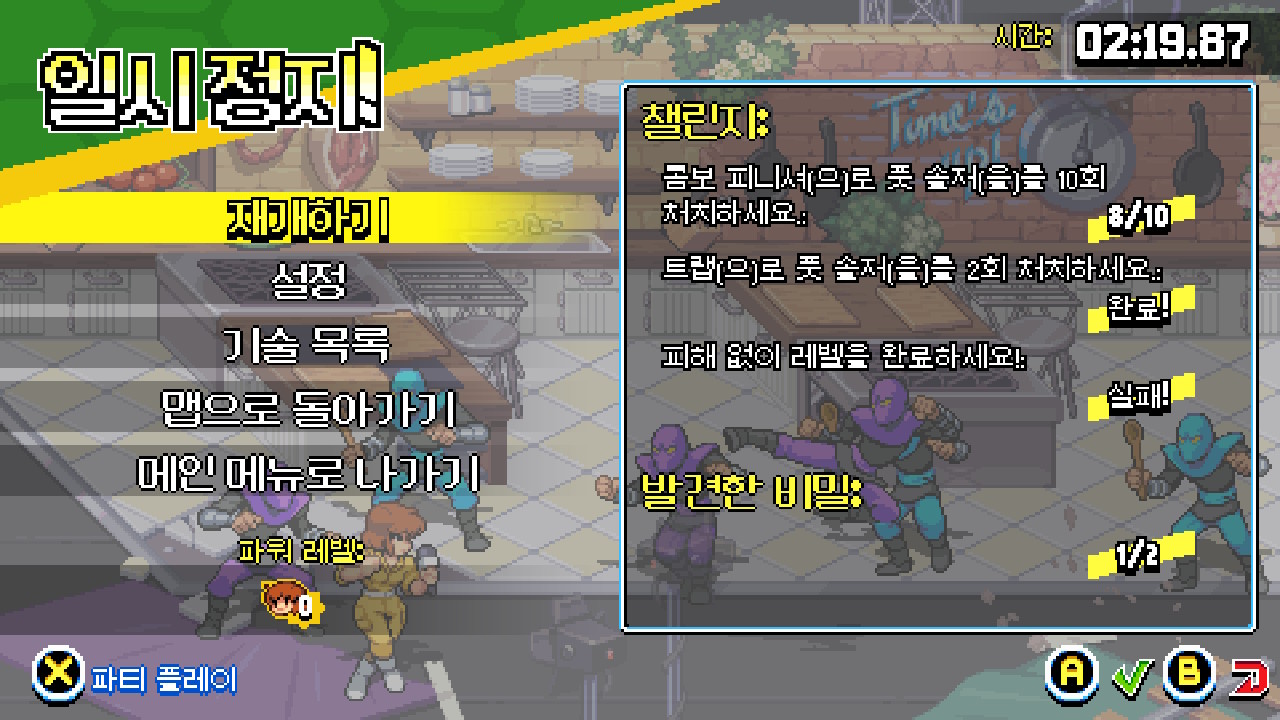 일시 정지!
시간: 02:19.87
재개하기
설정
기술 목록
맵으로 돌아가기
메인 메뉴로 나가기
파워 레벨:
0
챌린지:
콤보 피니셔(으)로 풋 솔저(을)를 10회
처치하세요.:
8/10
트랩(으)로 풋 솔저(을)를 2회 처치하세요.:
완료!
피해 없이 레벨을 완료하세요!:
실패!
발견한 비밀:
1/2
Time's
X 파티 플레이
A B